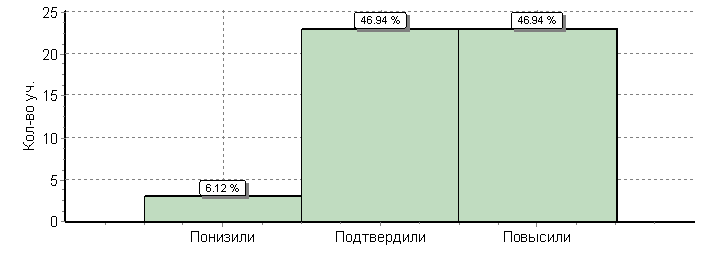 Кол-во уч.
25
20
15
10
5
0
6.12 %
46.94 %
46.94 %
Понизили
Подтвердили
Повысили